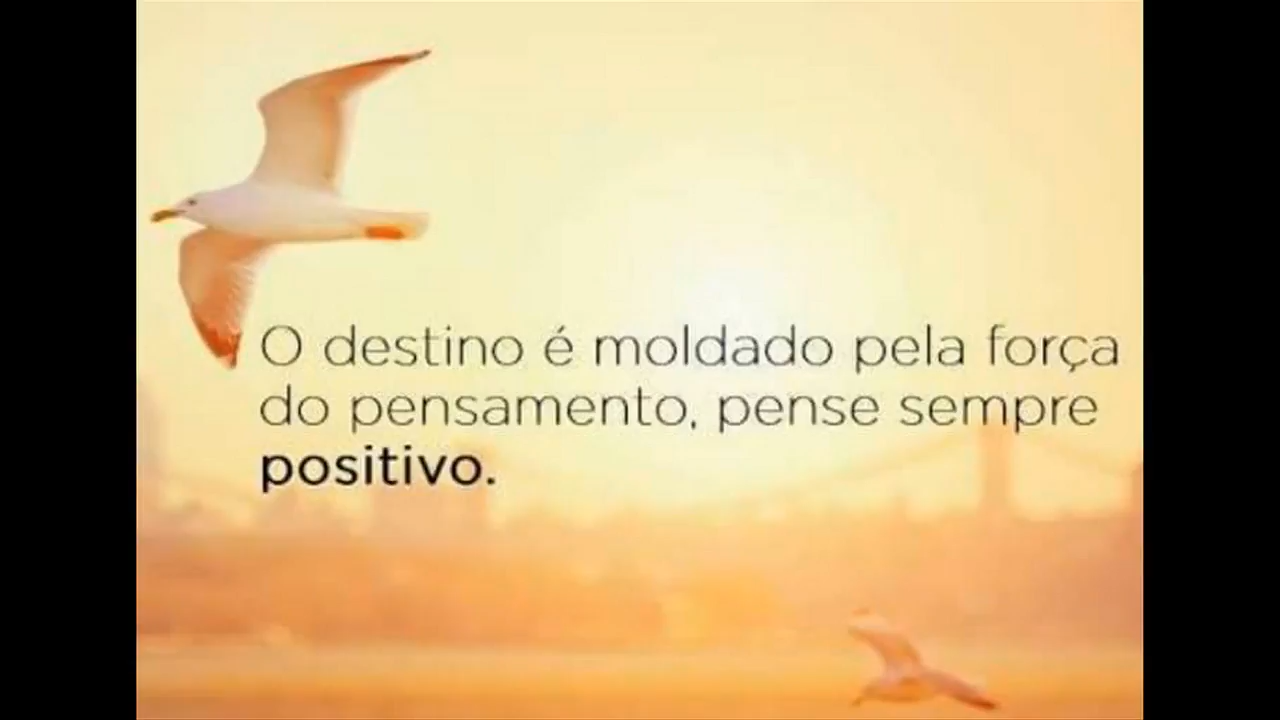 O destino é moldado pela força
do pensamento, pense sempre
positivo.